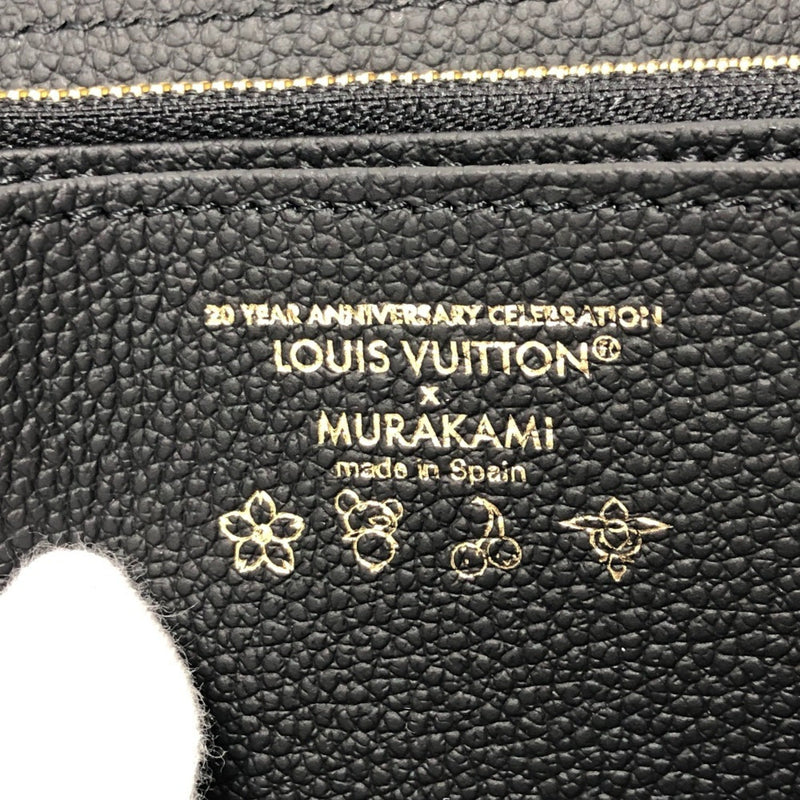 20 YEAR ANNIVERSARY CELEBRATION
LOUIS VUITTON®
x
MURAKAMi
made in Spain